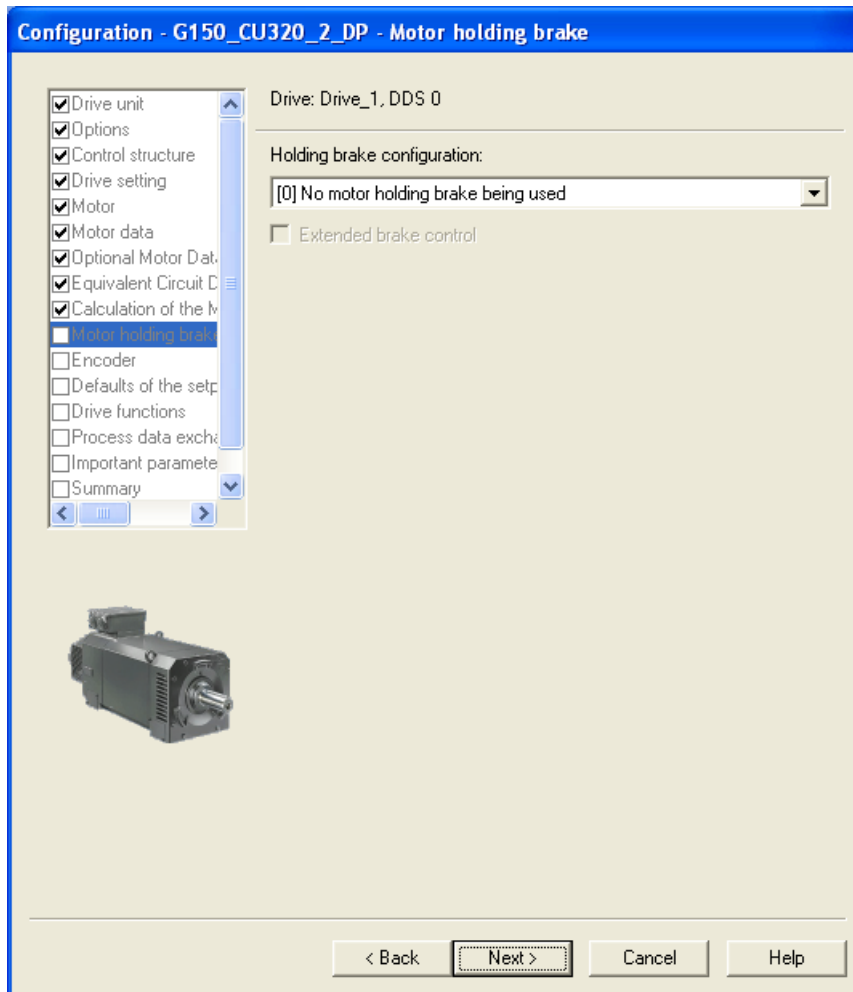 Configuration - G150_CU320_2_DP - Motor holding brake
Drive unit
Options
Control structure
Drive setting
Motor
Motor data
Optional Motor Dat
Equivalent Circuit D
Calculation of the M
Motor holding brake
Encoder
Defaults of the setp
Drive functions
Process data excha
Important paramete
Summary
Drive: Drive_1, DDS 0
Holding brake configuration:
[0] No motor holding brake being used
Extended brake control
< Back
Next >
Cancel
Help